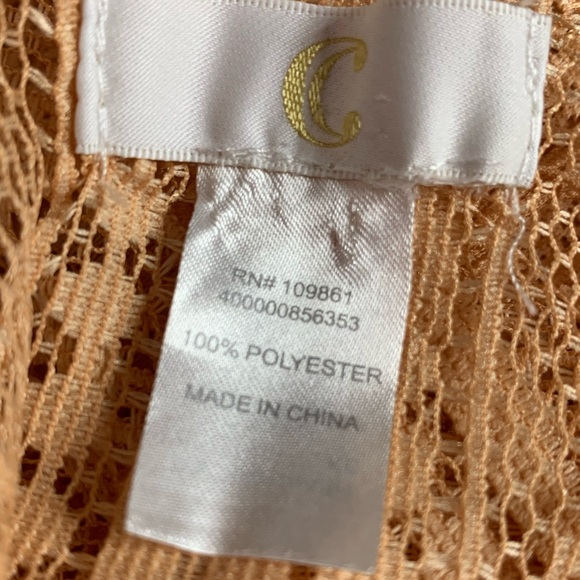 C
RN# 109861
400000856353
100% POLYESTER
MADE IN CHINA